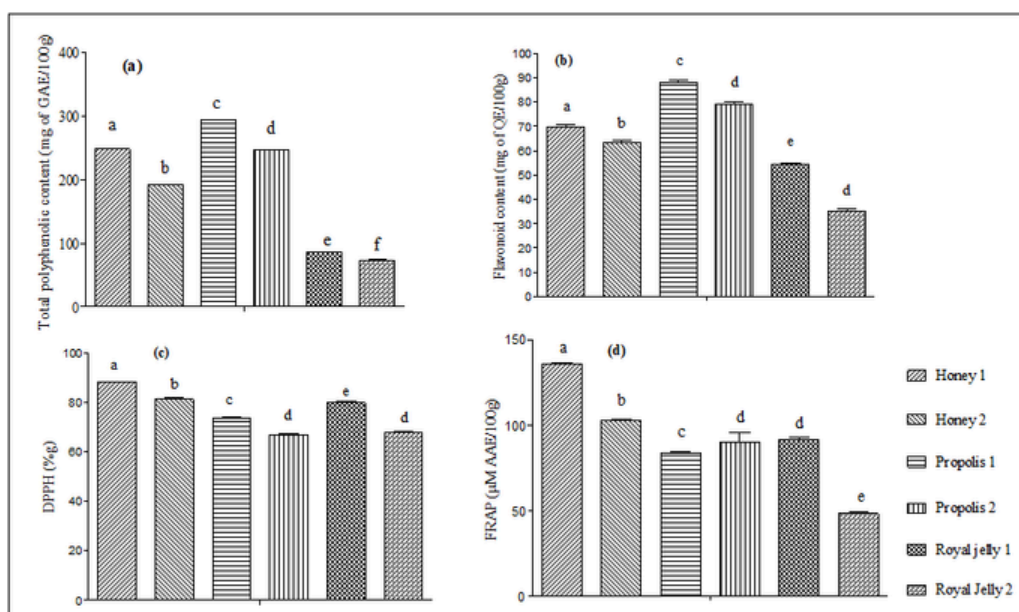 (a)
Total polyphenolic content (mg of GAE/100g)
400
300
200
100
0
a
b
c
d
e
f
(b)
Flavonoid content (mg of QE/100g)
100
90
80
70
60
50
40
30
20
10
0
a
b
c
d
e
d
(c)
DPPH (%g)
100
80
60
40
20
0
a
b
c
d
e
d
(d)
FRAP (µM AAE/100g)
150
100
50
0
a
b
c
d
d
e
Honey 1
Honey 2
Propolis 1
Propolis 2
Royal jelly 1
Royal Jelly 2